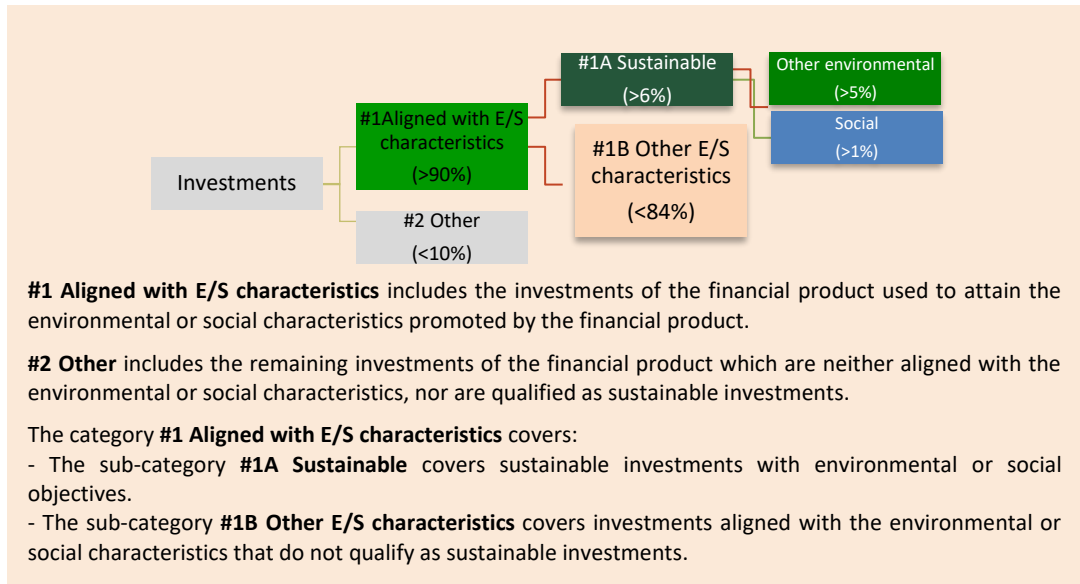 Investments
#1Aligned with E/S
characteristics
(>90%)
#2 Other
(<10%)
#1A Sustainable
(>6%)
#1B Other E/S
characteristics
(<84%)
Other environmental
(>5%)
Social
(>1%)
#1 Aligned with E/S characteristics includes the investments of the financial product used to attain the
environmental or social characteristics promoted by the financial product.
#2 Other includes the remaining investments of the financial product which are neither aligned with the
environmental or social characteristics, nor are qualified as sustainable investments.
The category #1 Aligned with E/S characteristics covers:
- The sub-category #1A Sustainable covers sustainable investments with environmental or social
objectives.
- The sub-category #1B Other E/S characteristics covers investments aligned with the environmental or
social characteristics that do not qualify as sustainable investments.